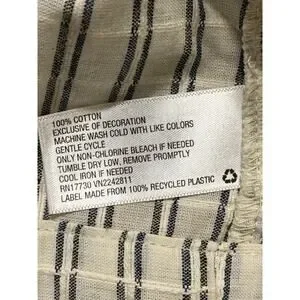 100% COTTON
EXCLUSIVE OF DECORATION
MACHINE WASH COLD WITH LIKE COLORS
GENTLE CYCLE
ONLY NON-CHLORINE BLEACH IF NEEDED
TUMBLE DRY LOW, REMOVE PROMPTLY
COOL IRON IF NEEDED
RN17730 VN2242811
LABEL MADE FROM 100% RECYCLED PLASTIC